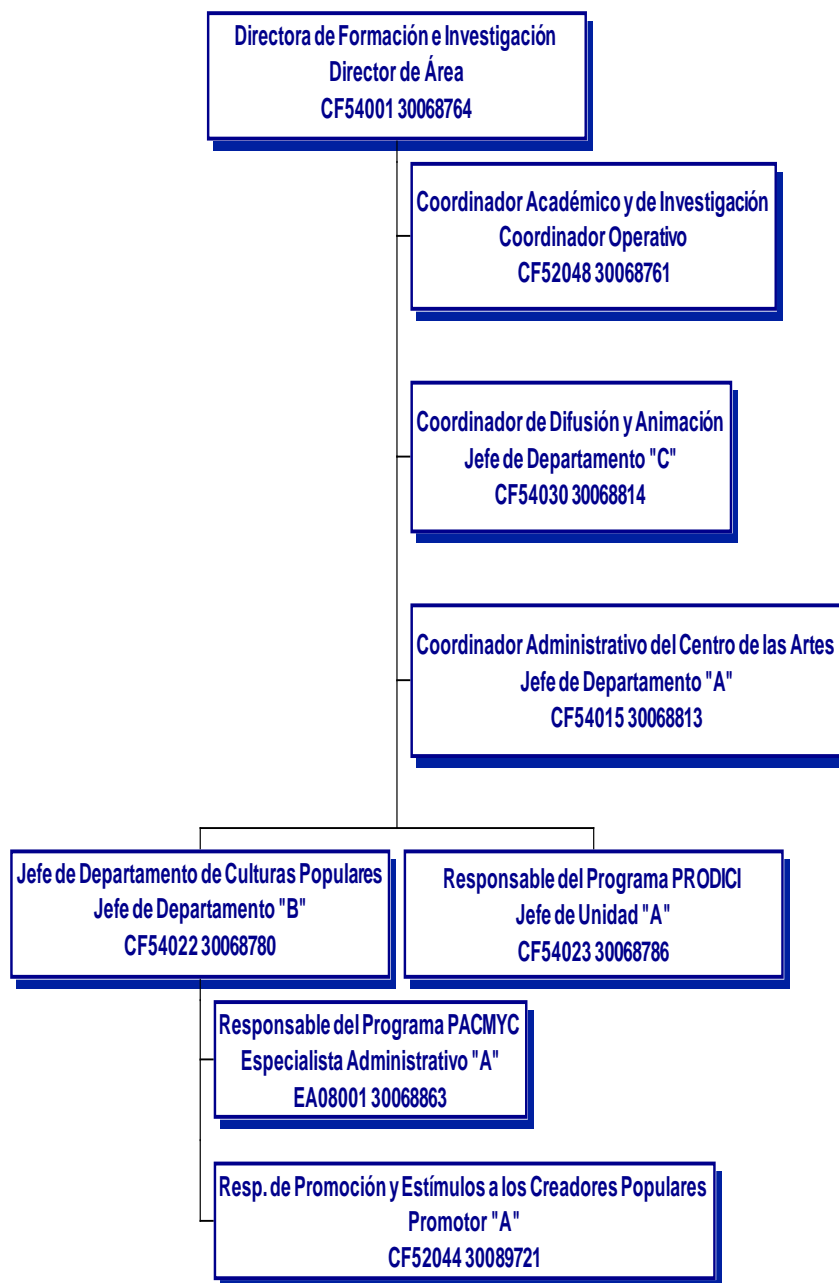 Directora de Formación e Investigación
Director de Área
CF54001 30068764
Coordinador Académico y de Investigación
Coordinador Operativo
CF52048 30068761
Coordinador de Difusión y Animación
Jefe de Departamento "C"
CF54030 30068814
Coordinador Administrativo del Centro de las Artes
Jefe de Departamento "A"
CF54015 30068813
Jefe de Departamento de Culturas Populares
Jefe de Departamento "B"
CF54022 30068780
Responsable del Programa PRODICI
Jefe de Unidad "A"
CF54023 30068786
Responsable del Programa PACMYC
Especialista Administrativo "A"
EA08001 30068863
Resp. de Promoción y Estímulos a los Creadores Populares
Promotor "A"
CF52044 30089721